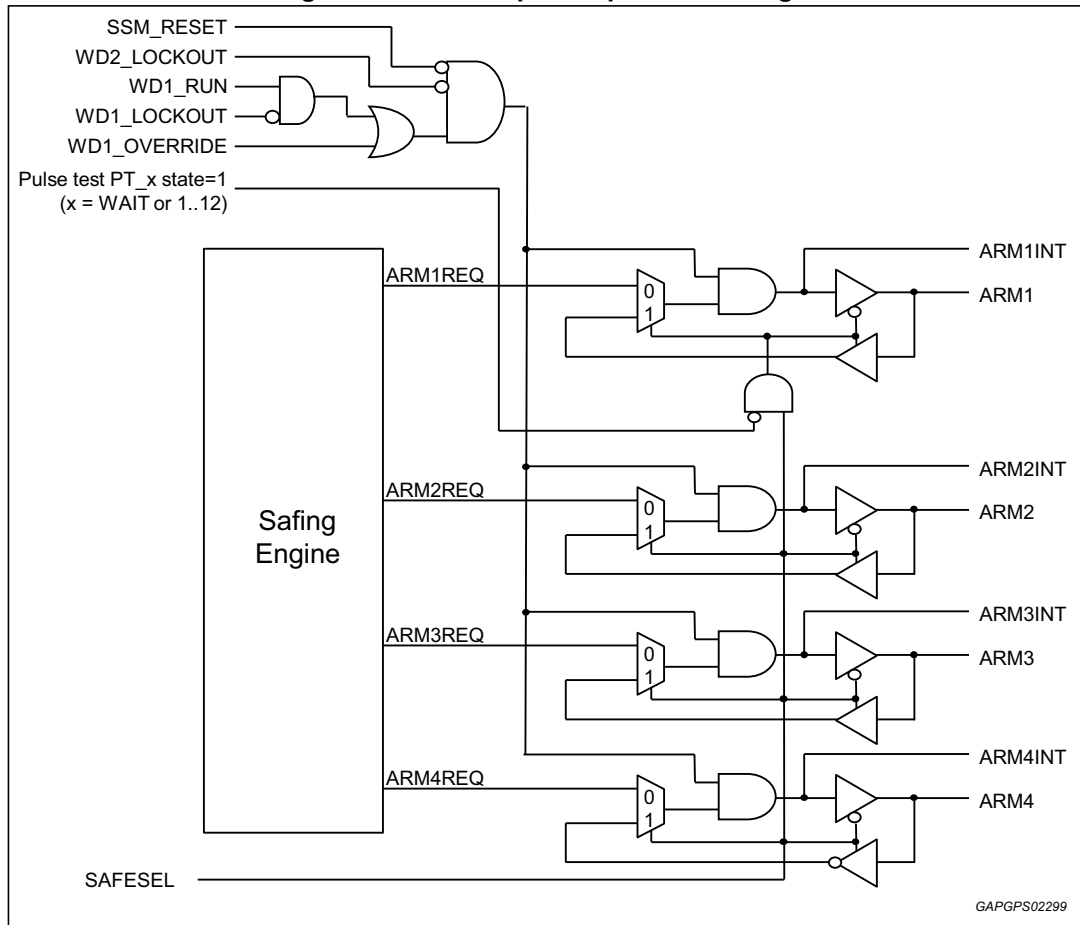 SSM_RESET
WD2_LOCKOUT
WD1_RUN
WD1_LOCKOUT
WD1_OVERRIDE
Pulse test PT_x state=1
(x = WAIT or 1..12)
ARM1INT
ARM1REQ
0
1
ARM1
ARM2INT
ARM2REQ
0
1
ARM2
Safing
Engine
ARM3INT
ARM3REQ
0
1
ARM3
ARM4INT
ARM4REQ
0
1
ARM4
SAFESEL
GAPGPS02299